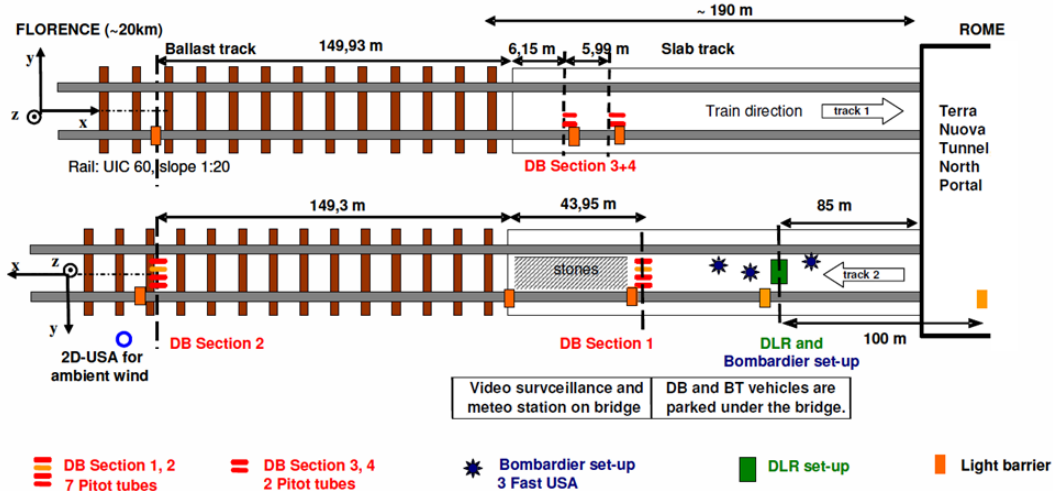 ~ 190 m
FLORENCE (~20km)
ROME
y
Ballast track
149,93 m
6,15 m
5,99 m
Slab track
z
x
Train direction
track 1
Terra
Nuova
Tunnel
North
Portal
Rail: UIC 60, slope 1:20
DB Section 3+4
149,3 m
43,95 m
85 m
x
z
stones
track 2
y
100 m
2D-USA for
ambient wind
DB Section 2
DB Section 1
DLR and
Bombardier set-up
Video survceillance and
meteo station on bridge
DB and BT vehicles are
parked under the bridge.
DB Section 1, 2
7 Pitot tubes
DB Section 3, 4
2 Pitot tubes
Bombardier set-up
3 Fast USA
DLR set-up
Light barrier